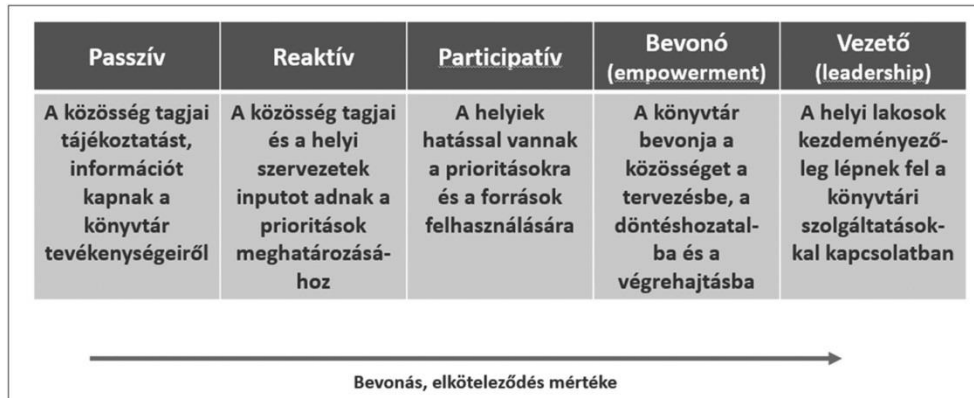 Passzív
Reaktív
Participatív
Bevonó
(empowerment)
Vezető
(leadership)
A közösség tagjai
tájékoztatást,
információt
kapnak a
könyvtár
tevékenységeiről
A közösség tagjai
és a helyi
szervezetek
inputot adnak a
prioritások
meghatározásá-
hoz
A helyiek
hatással vannak
a prioritásokra
és a források
felhasználására
A könyvtár
bevonja a
közösséget a
tervezésbe, a
döntéshozatal-
ba és a
végrehajtásba
A helyi lakosok
kezdeményező-
leg lépnek fel a
könyvtári
szolgáltatások-
kal kapcsolatban
Bevonás, elköteleződés mértéke